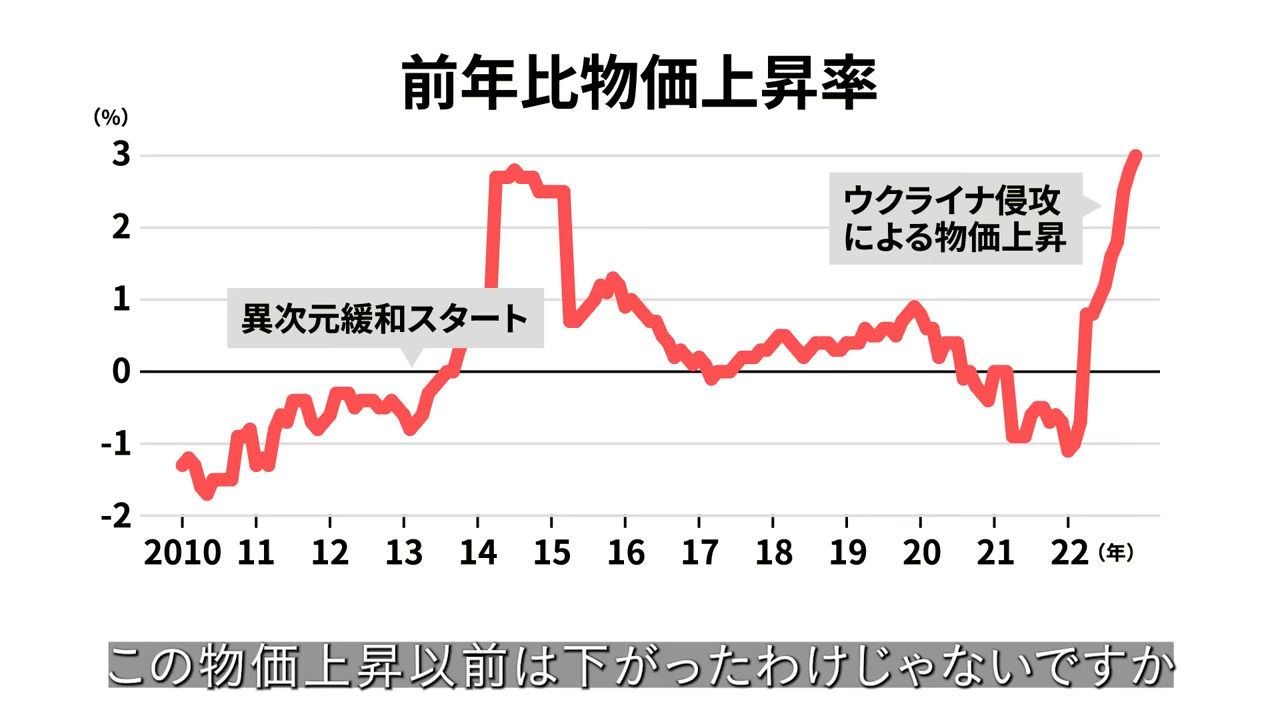 前年比物価上昇率
(%)
3
2
1
0
-1
-2
異次元緩和スタート
ウクライナ侵攻
による物価上昇
2010 11 12 13 14 15 16 17 18 19 20 21 22(年)
この物価上昇以前は下がったわけじゃないですか